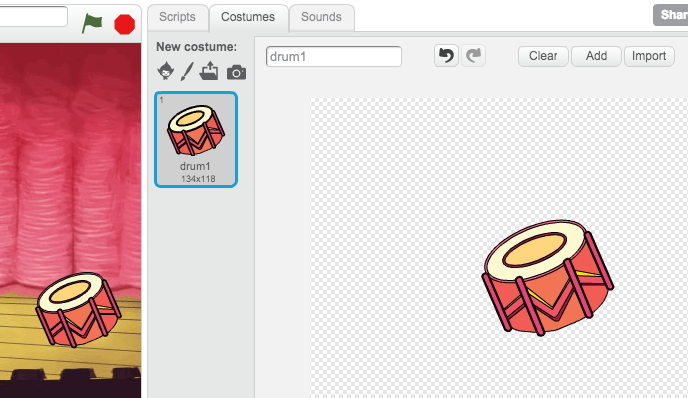 Scripts Costumes Sounds
Shar
New costume:
drum1
Clear Add Import
1
drum1
134x118